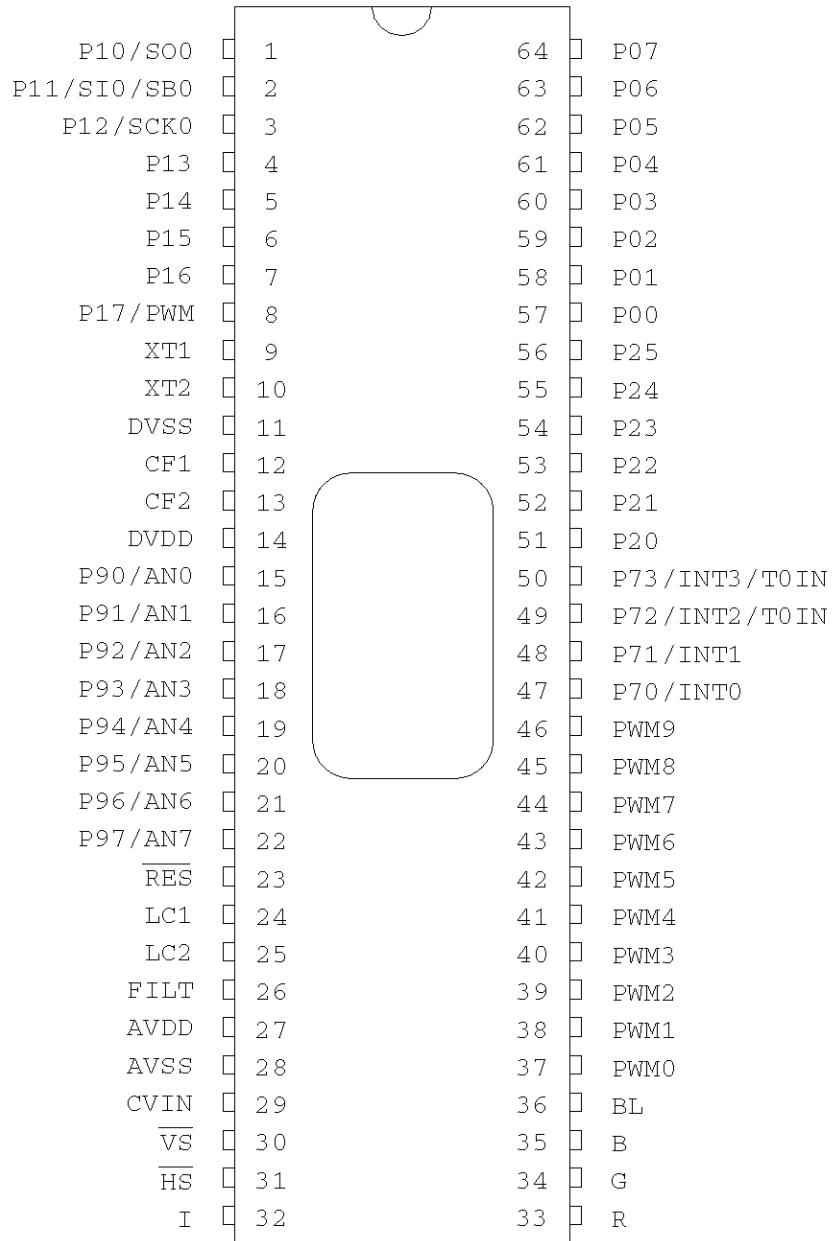 P10/SO0 1 64 P07
P11/SI0/SB0 2 63 P06
P12/SCK0 3 62 P05
P13 4 61 P04
P14 5 60 P03
P15 6 59 P02
P16 7 58 P01
P17/PWM 8 57 P00
XT1 9 56 P25
XT2 10 55 P24
DVSS 11 54 P23
CF1 12 53 P22
CF2 13 52 P21
DVDD 14 51 P20
P90/AN0 15 50 P73/INT3/T0IN
P91/AN1 16 49 P72/INT2/T0IN
P92/AN2 17 48 P71/INT1
P93/AN3 18 47 P70/INT0
P94/AN4 19 46 PWM9
P95/AN5 20 45 PWM8
P96/AN6 21 44 PWM7
P97/AN7 22 43 PWM6
RES 23 42 PWM5
LC1 24 41 PWM4
LC2 25 40 PWM3
FILT 26 39 PWM2
AVDD 27 38 PWM1
AVSS 28 37 PWM0
CVIN 29 36 BL
VS 30 35 B
HS 31 34 G
I 32 33 R